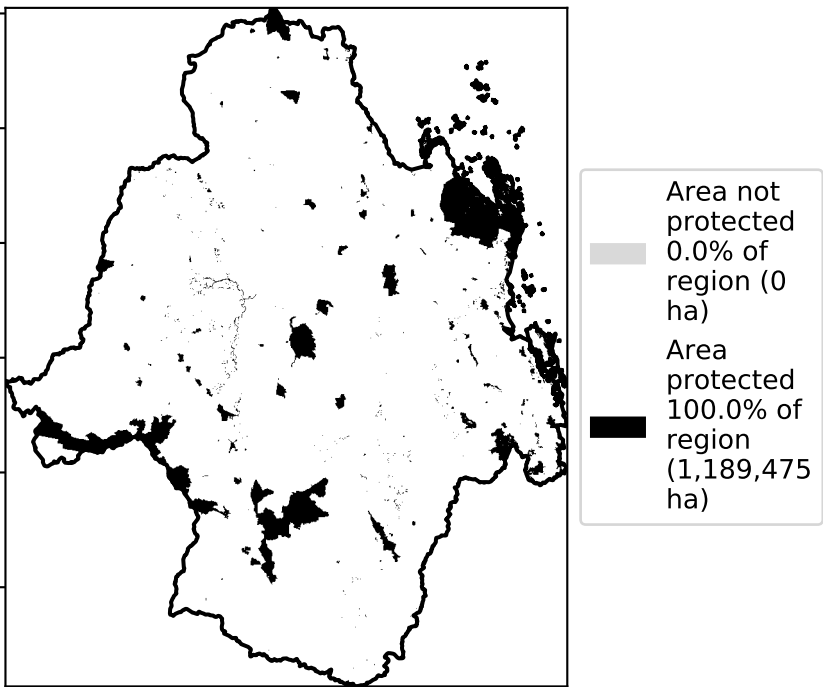 Area not
protected
0.0% of
region (0
ha)
Area
protected
100.0% of
region
(1,189,475
ha)